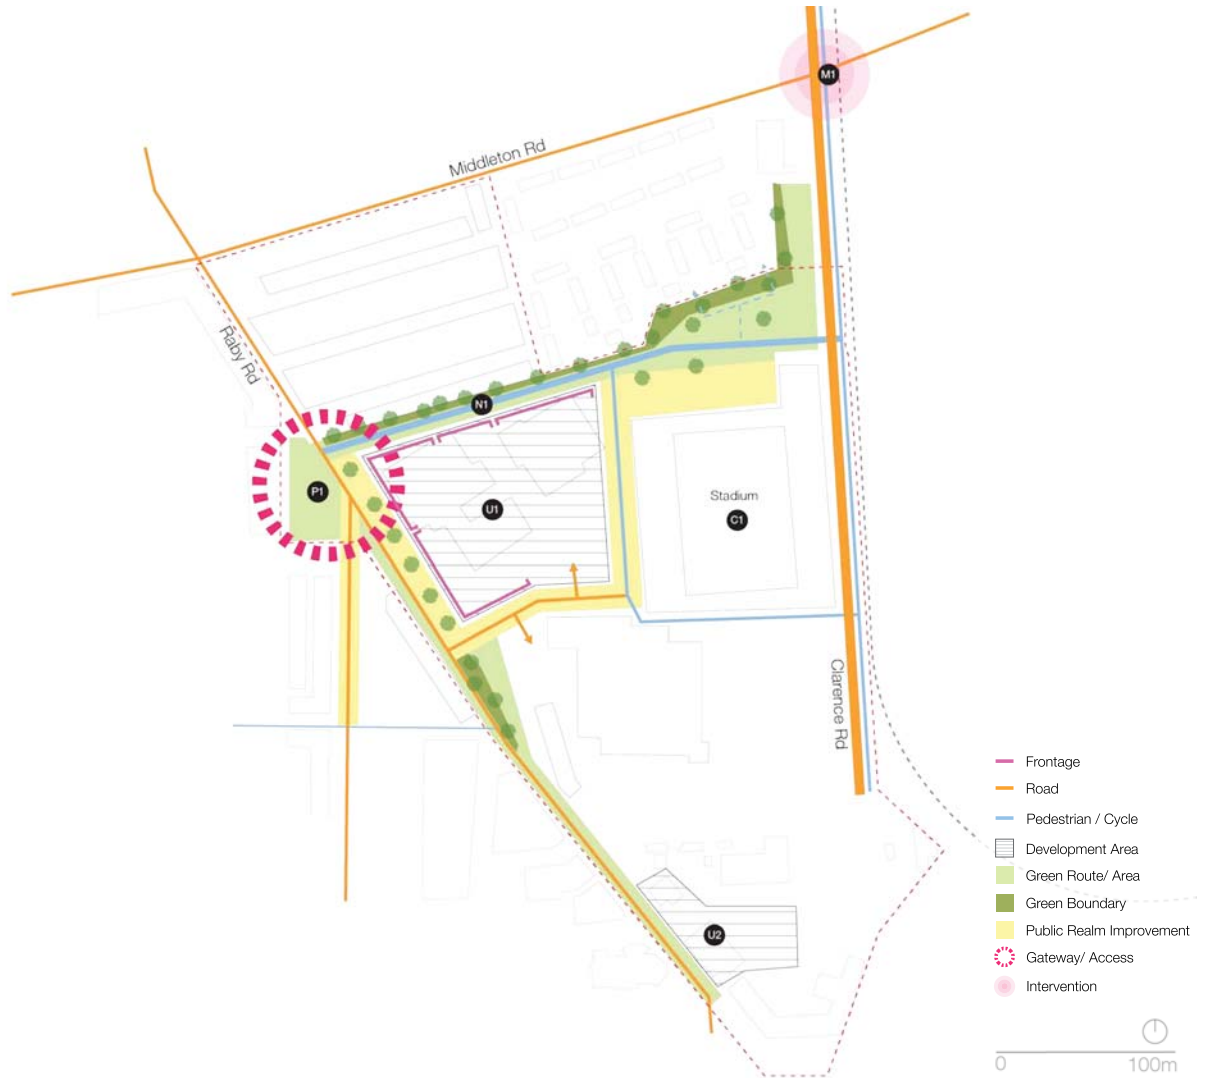 M1
Middleton Rd
Raby Rd
N1
P1
U1
Stadium
C1
Clarence Rd
U2
Frontage
Road
Pedestrian / Cycle
Development Area
Green Route/ Area
Green Boundary
Public Realm Improvement
Gateway/ Access
Intervention
0 100m